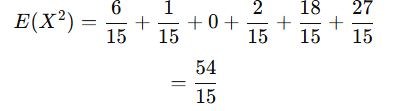 E(X²) = 6/15 + 1/15 + 0 + 2/15 + 18/15 + 27/15
= 54/15